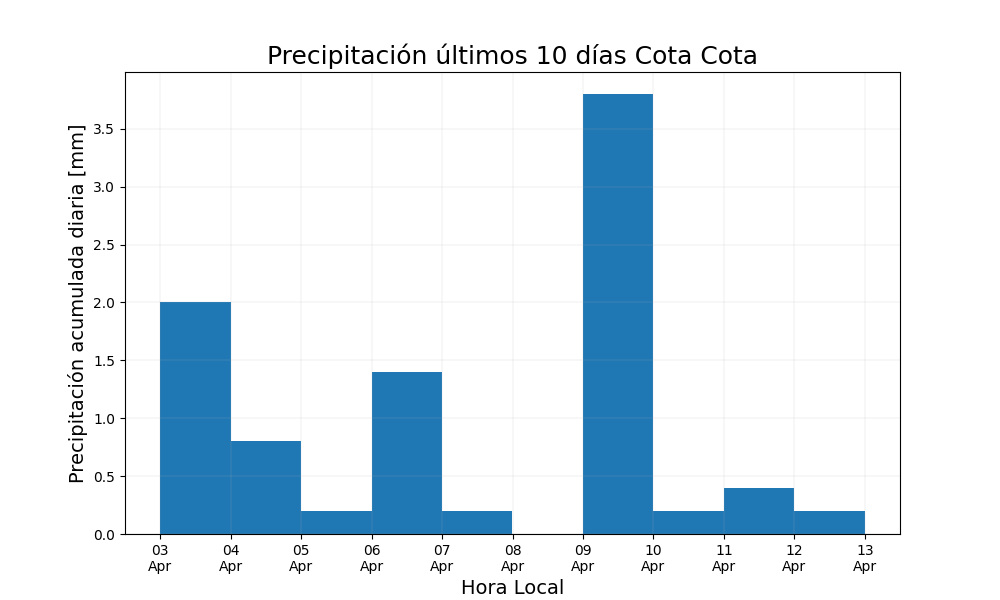 Precipitación últimos 10 días Cota Cota
Precipitación acumulada diaria [mm]
3.5
3.0
2.5
2.0
1.5
1.0
0.5
0.0
03 04 05 06 07 08 09 10 11 12 13
Apr Apr Apr Apr Apr Apr Apr Apr Apr Apr Apr
Hora Local